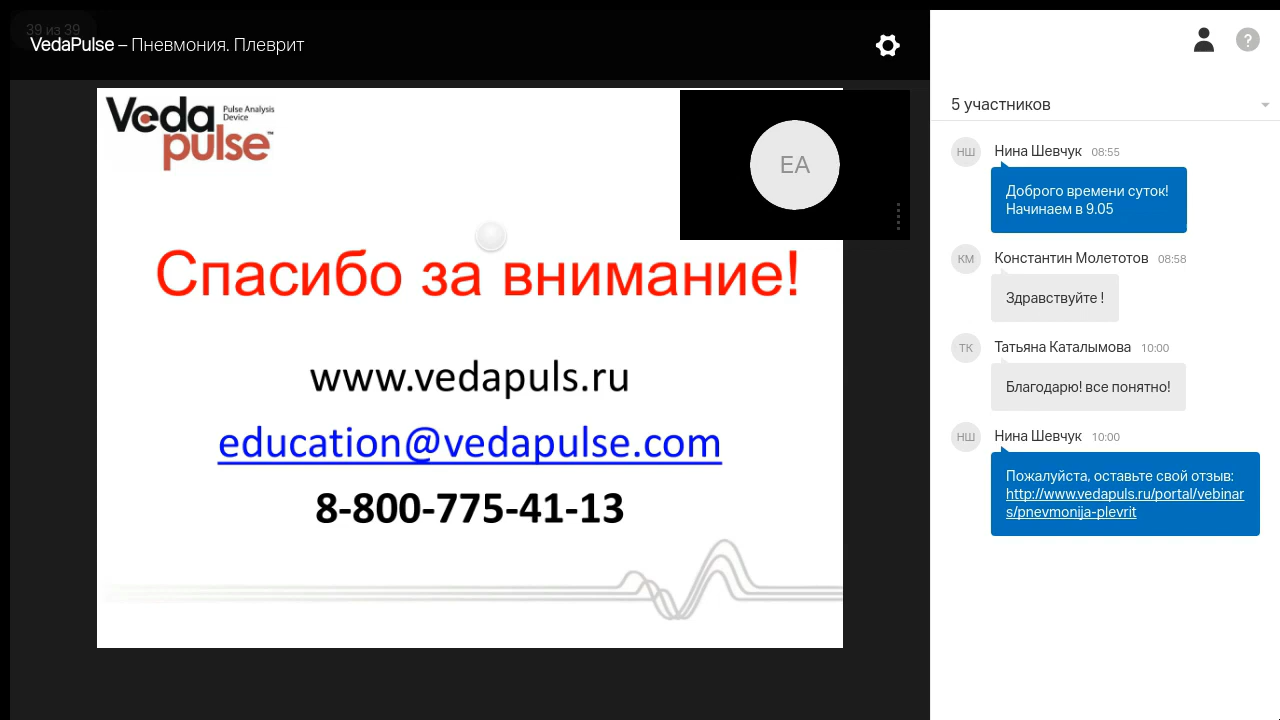 39 из 39
VedaPulse – Пневмония. Плеврит
Veda pulse
Pulse Analysis
Device
™
EA
Спасибо за внимание!
www.vedapuls.ru
education@vedapulse.com
8-800-775-41-13
5 участников
НШ Нина Шевчук 08:55
Доброго времени суток!
Начинаем в 9.05
КМ Константин Молетотов 08:58
Здравствуйте !
ТК Татьяна Каталымова 10:00
Благодарю! все понятно!
НШ Нина Шевчук 10:00
Пожалуйста, оставьте свой отзыв:
http://www.vedapuls.ru/portal/vebinar
s/pnevmonija-plevrit